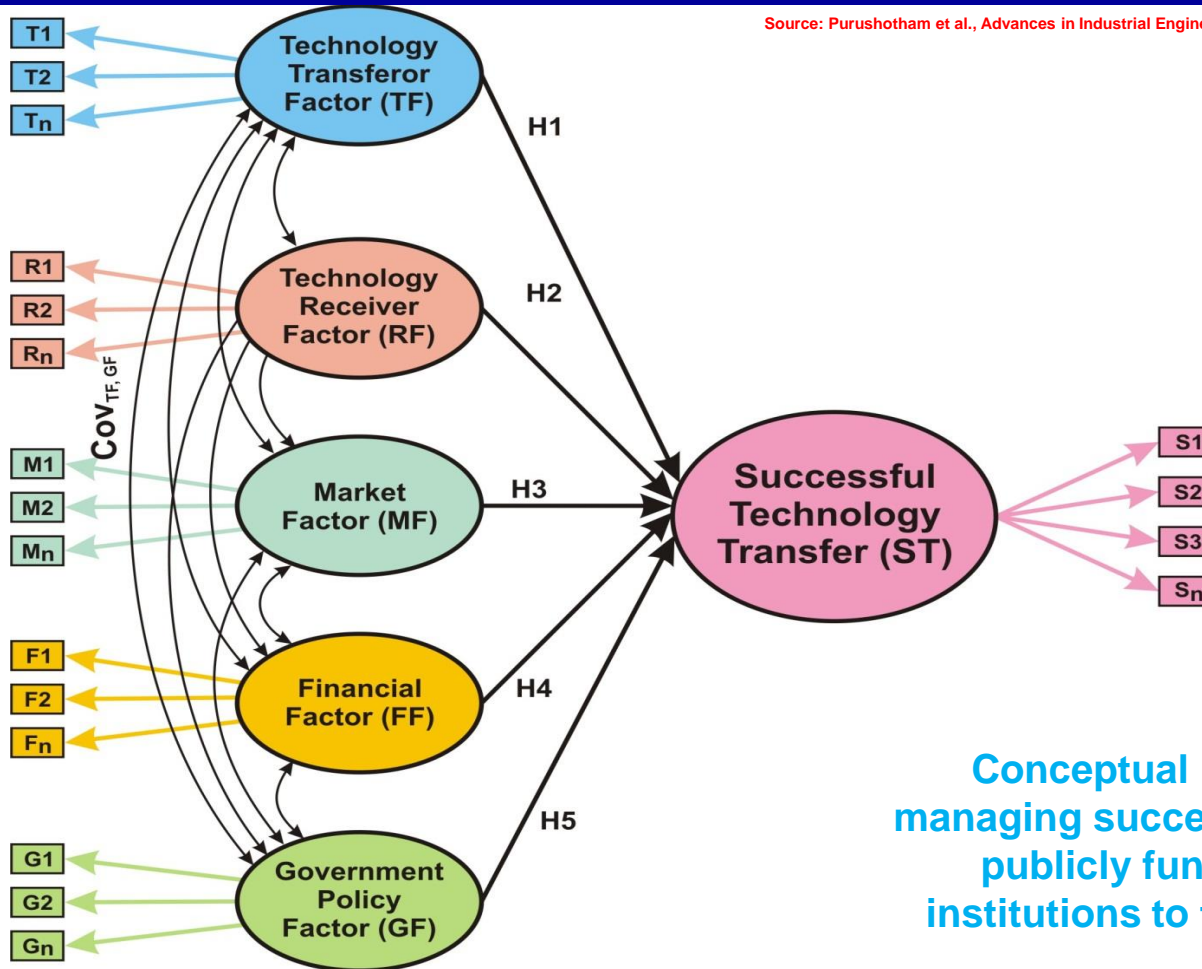 Source: Purushotham et al., Advances in Industrial
T1
T2
Tn
Technology
Transferor
Factor (TF)
H1
R1
R2
Rn
Technology
Receiver
Factor (RF)
H2
CovTF, GF
M1
M2
Mn
Market
Factor (MF)
H3
Successful
Technology
Transfer (ST)
S1
S2
S3
Sn
F1
F2
Fn
Financial
Factor (FF)
H4
G1
G2
Gn
Government
Policy
Factor (GF)
H5
Conceptual
managing
publicly
institutions to